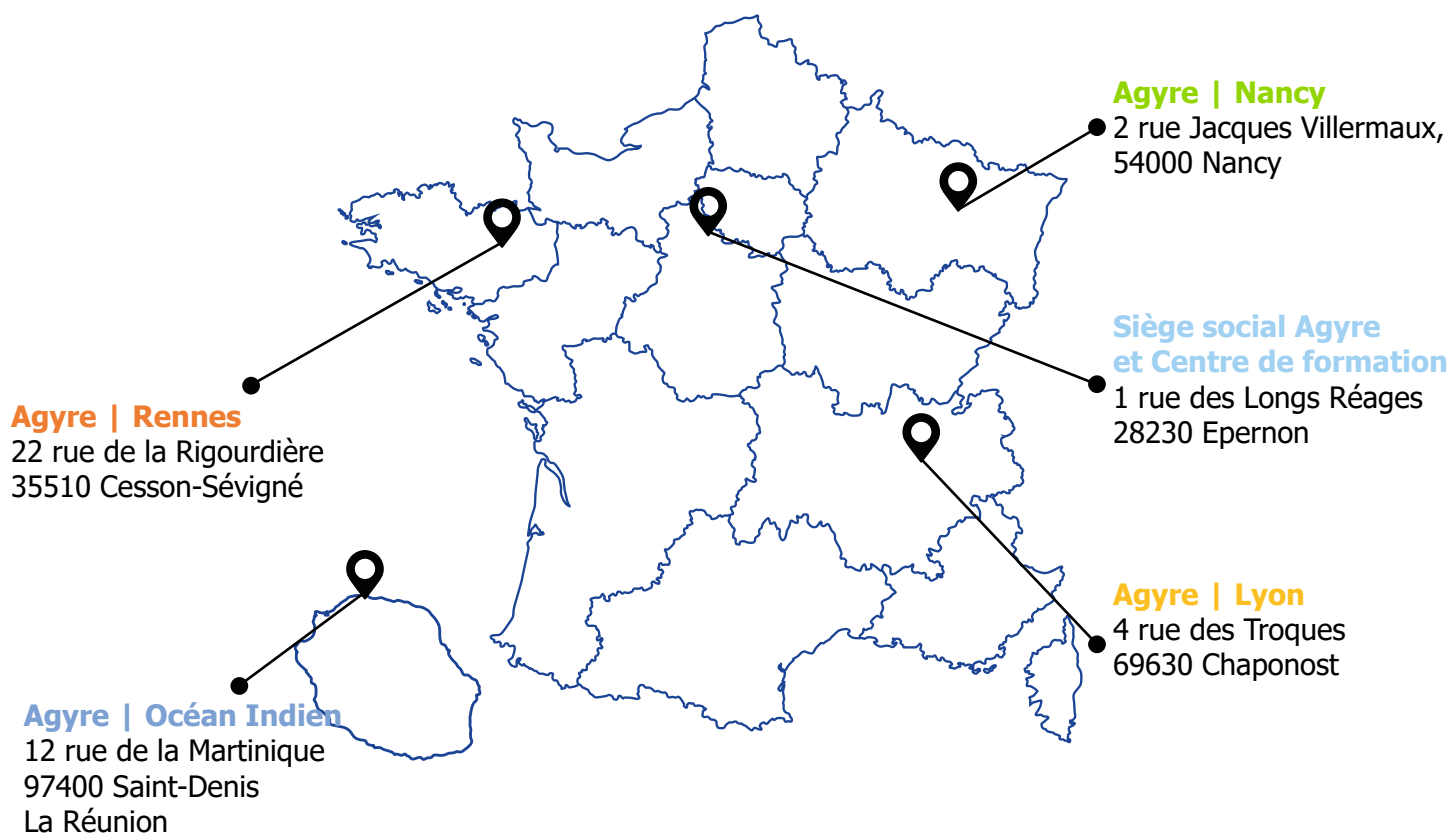 Agyre | Nancy
2 rue Jacques Villermaux,
54000 Nancy
Siège social Agyre
et Centre de formation
1 rue des Longs Réages
28230 Epernon
Agyre | Rennes
22 rue de la Rigourdière
35510 Cesson-Sévigné
Agyre | Lyon
4 rue des Troques
69630 Chaponost
Agyre | Océan Indien
12 rue de la Martinique
97400 Saint-Denis
La Réunion